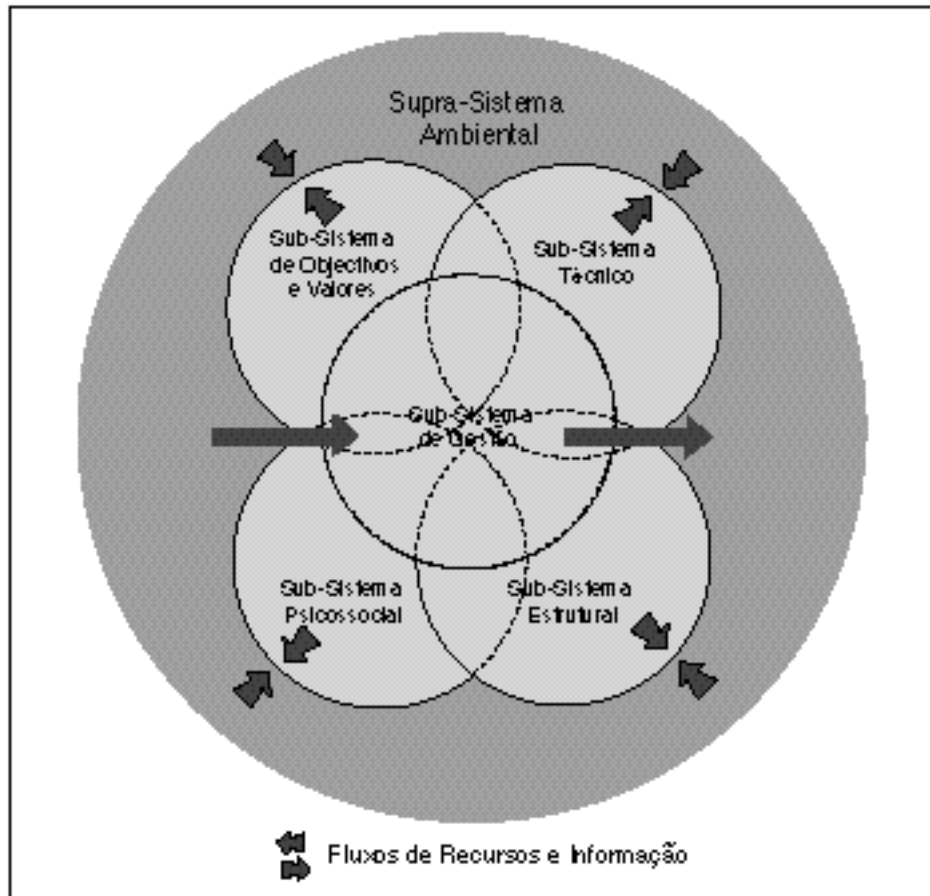 Supra-Sistema
Ambiental
Sub-Sistema
de Objectivos
e Valores
Sub-Sistema
Técnico
Sub-Sistema
de Gestão
Sub-Sistema
Psicossocial
Sub-Sistema
Estrutural
Fluxos de Recursos e Informação